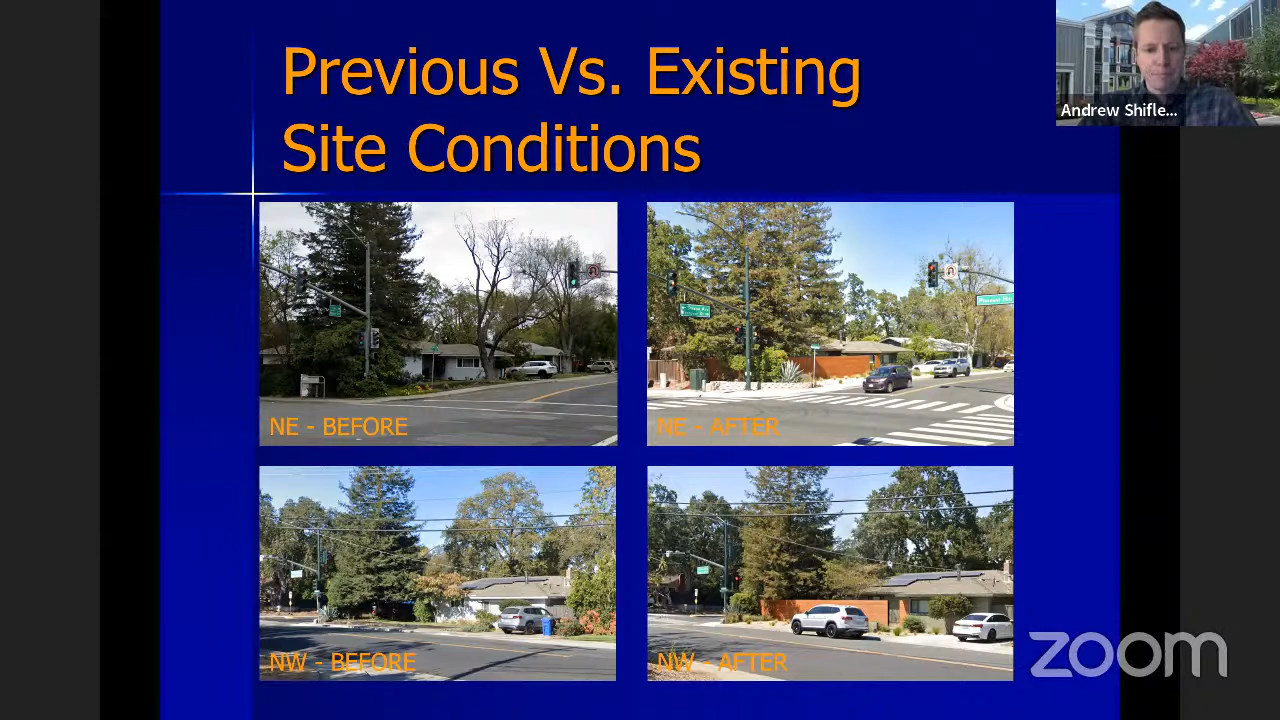 Previous Vs. Existing
Site Conditions
Andrew Shifle...
NE - BEFORE
NE - AFTER
NW - BEFORE
NW - AFTER
zoom